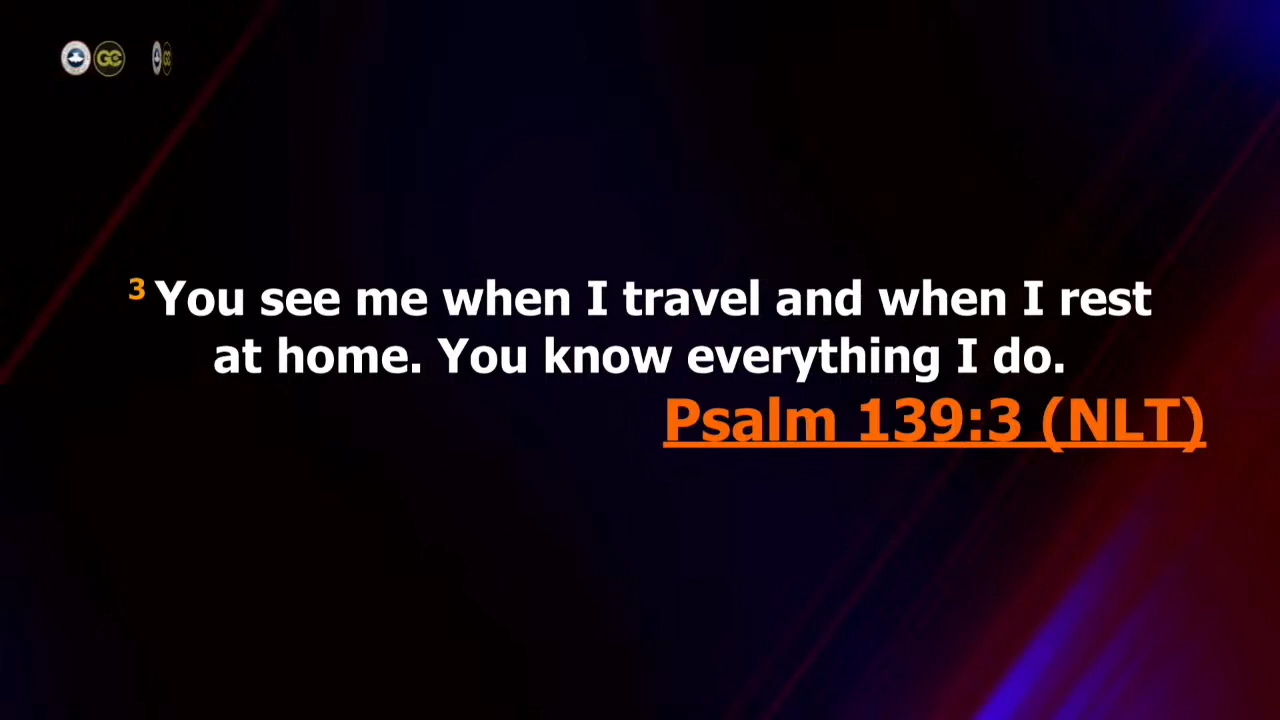 GC
3 You see me when I travel and when I rest
at home. You know everything I do.
Psalm 139:3 (NLT)